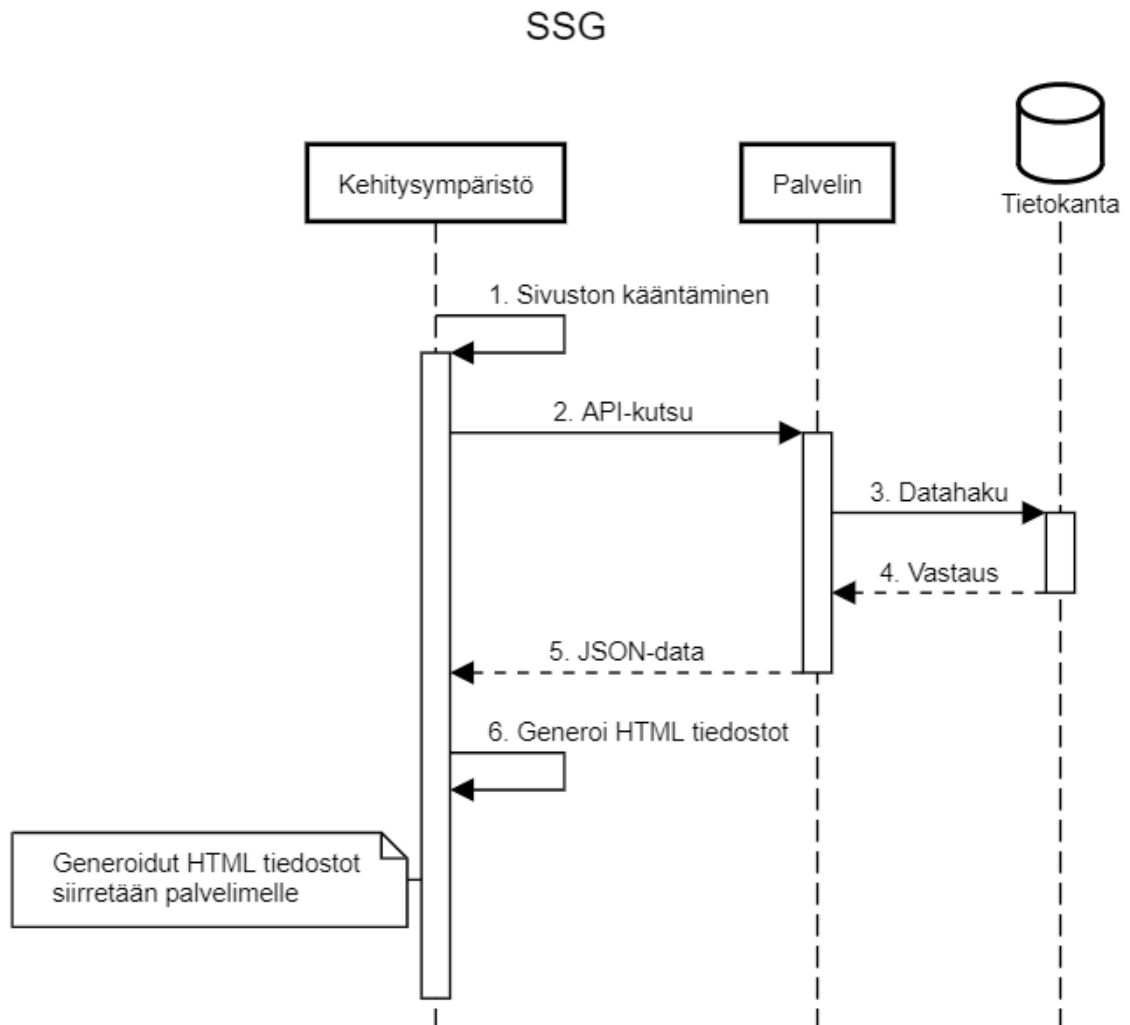 SSG
Kehitysympäristö
Palvelin
Tietokanta
1. Sivuston kääntäminen
2. API-kutsu
3. Datahaku
4. Vastaus
5. JSON-data
6. Generoi HTML tiedostot
Generoidut HTML tiedostot
siirretään palvelimelle